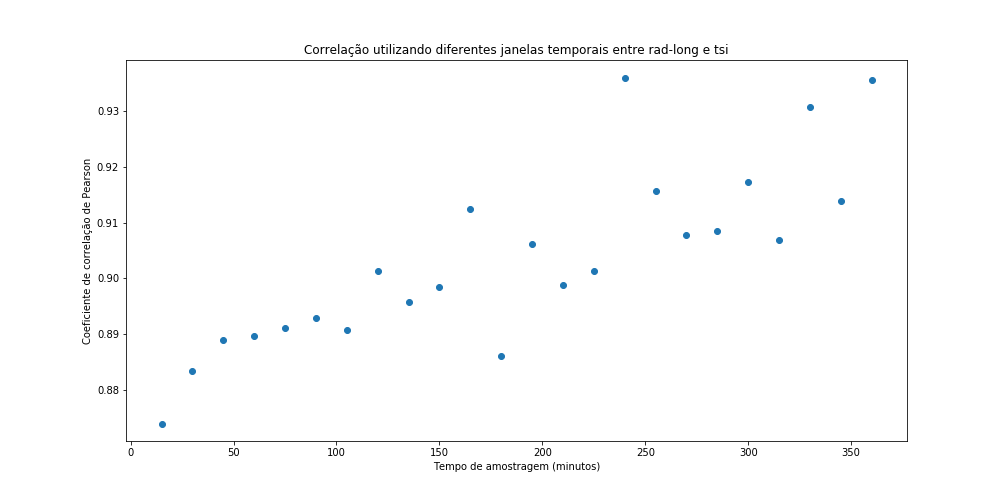 Correlação utilizando diferentes janelas temporais entre rad-long e tsi
Coeficiente de correlação de Pearson
0.93
0.92
0.91
0.90
0.89
0.88
0 50 100 150 200 250 300 350
Tempo de amostragem (minutos)